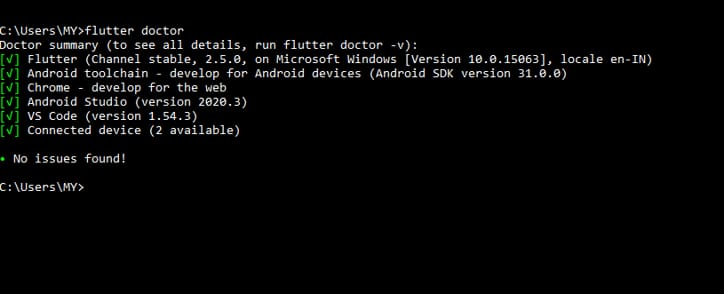 C:\Users\MY>flutter doctor
Doctor summary (to see all details, run flutter doctor -v):
[√] Flutter (Channel stable, 2.5.0, on Microsoft Windows [Version 10.0.15063], locale en-IN)
[√] Android toolchain - develop for Android devices (Android SDK version 31.0.0)
[√] Chrome - develop for the web
[√] Android Studio (version 2020.3)
[√] VS Code (version 1.54.3)
[√] Connected device (2 available)
• No issues found!
C:\Users\MY>